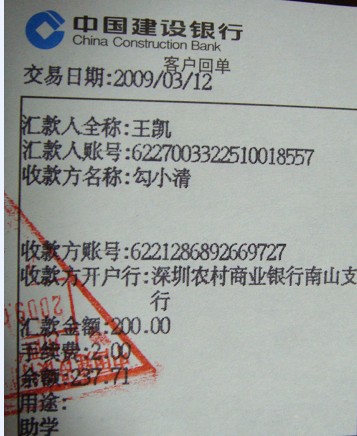 中国建设银行
China Construction Bank
客户回单
交易日期:2009/03/12
汇款人全称:王凯
汇款人账号:6227003322510018557
收款方名称:勾小清
收款方账号:6221286892669727
收款方开户行:深圳农村商业银行南山支
行
汇款金额:200.00
手续费:2.00
余额:237.71
用途:
助学